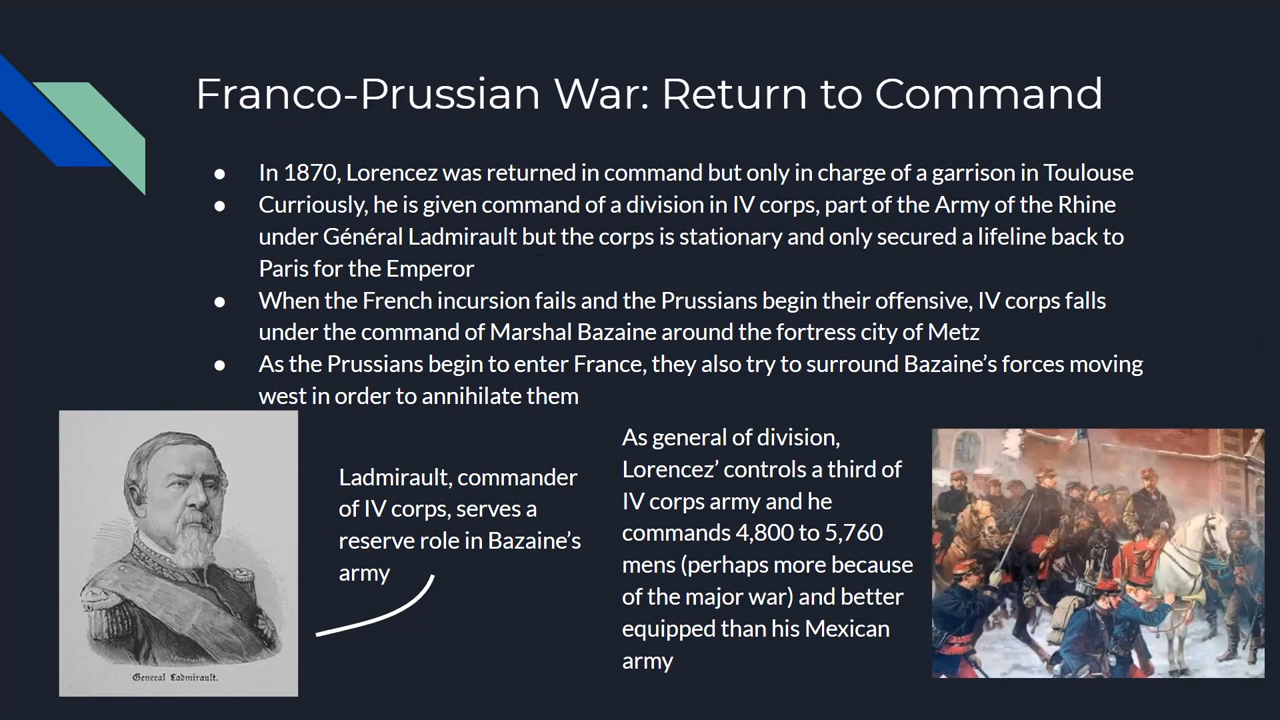 Franco-Prussian War: Return to Command
● In 1870, Lorencez was returned in command but only in charge of a garrison in Toulouse
● Curriously, he is given command of a division in IV corps, part of the Army of the Rhine
under Général Ladmirault but the corps is stationary and only secured a lifeline back to
Paris for the Emperor
● When the French incursion fails and the Prussians begin their offensive, IV corps falls
under the command of Marshal Bazaine around the fortress city of Metz
● As the Prussians begin to enter France, they also try to surround Bazaine's forces moving
west in order to annihilate them
Ladmirault, commander
of IV corps, serves a
reserve role in Bazaine's
army
As general of division,
Lorencez' controls a third of
IV corps army and he
commands 4,800 to 5,760
mens (perhaps more because
of the major war) and better
equipped than his Mexican
army
General Ladmirault.